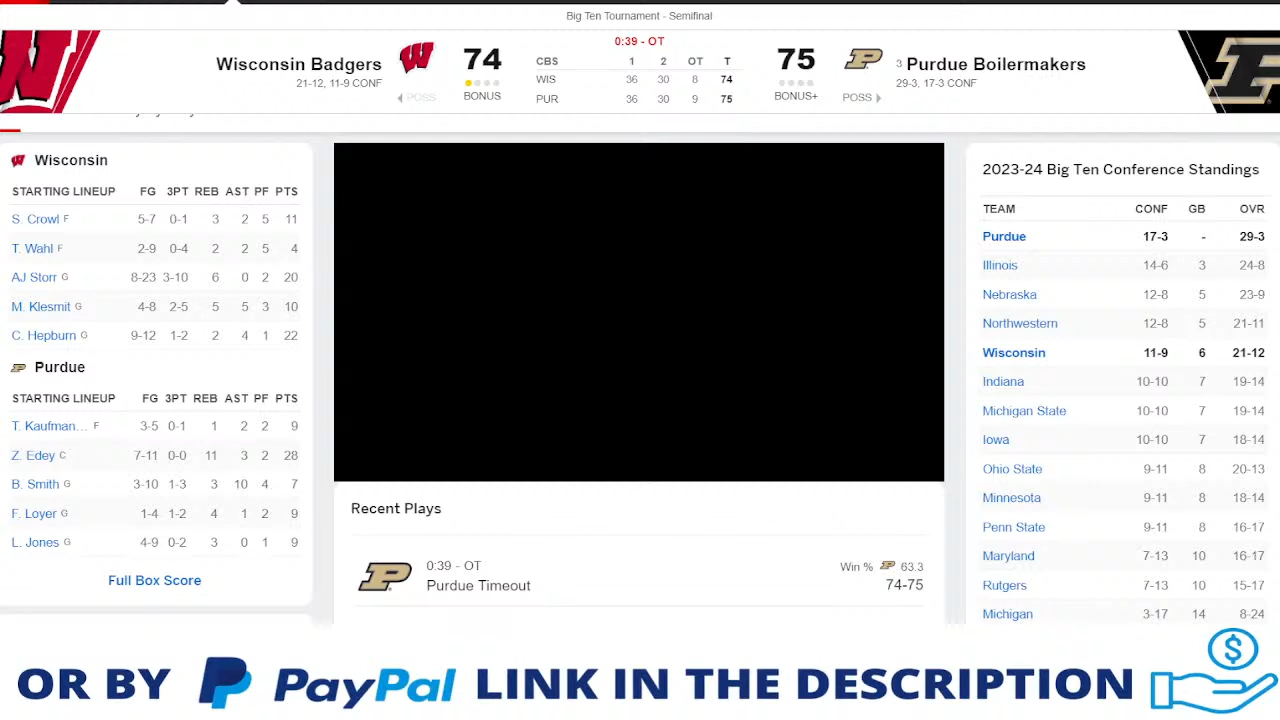 Big Ten Tournament - Semifinal
Wisconsin Badgers
21-12, 11-9 CONF
POSS
74
BONUS
0:39 - OT
CBS 1 2 OT T
WIS 36 30 8 74
PUR 36 30 9 75
75
BONUS+
POSS
3 Purdue Boilermakers
29-3, 17-3 CONF
Wisconsin
STARTING LINEUP FG 3PT REB AST PF PTS
S. Crowl F 5-7 0-1 3 2 5 11
T. Wahl F 2-9 0-4 2 2 5 4
AJ Storr G 8-23 3-10 6 0 2 20
M. Klesmit G 4-8 2-5 5 5 3 10
C. Hepburn G 9-12 1-2 2 4 1 22
Purdue
STARTING LINEUP FG 3PT REB AST PF PTS
T. Kaufman... F 3-5 0-1 1 2 2 9
Z. Edey C 7-11 0-0 11 3 2 28
B. Smith G 3-10 1-3 3 10 4 7
F. Loyer G 1-4 1-2 4 1 2 9
L. Jones G 4-9 0-2 3 0 1 9
Full Box Score
Recent Plays
0:39 - OT
Purdue Timeout
Win % 63.3
74-75
2023-24 Big Ten Conference Standings
TEAM CONF GB OVR
Purdue 17-3 - 29-3
Illinois 14-6 3 24-8
Nebraska 12-8 5 23-9
Northwestern 12-8 5 21-11
Wisconsin 11-9 6 21-12
Indiana 10-10 7 19-14
Michigan State 10-10 7 19-14
Iowa 10-10 7 18-14
Ohio State 9-11 8 20-13
Minnesota 9-11 8 18-14
Penn State 9-11 8 16-17
Maryland 7-13 10 16-17
Rutgers 7-13 10 15-17
Michigan 3-17 14 8-24
OR BY PayPal LINK IN THE DESCRIPTION